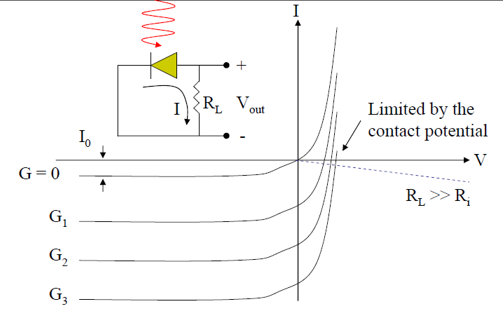 I
+
I
R_L
V_out
-
Limited by the
contact potential
I_0
V
G = 0
R_L >> R_i
G_1
G_2
G_3